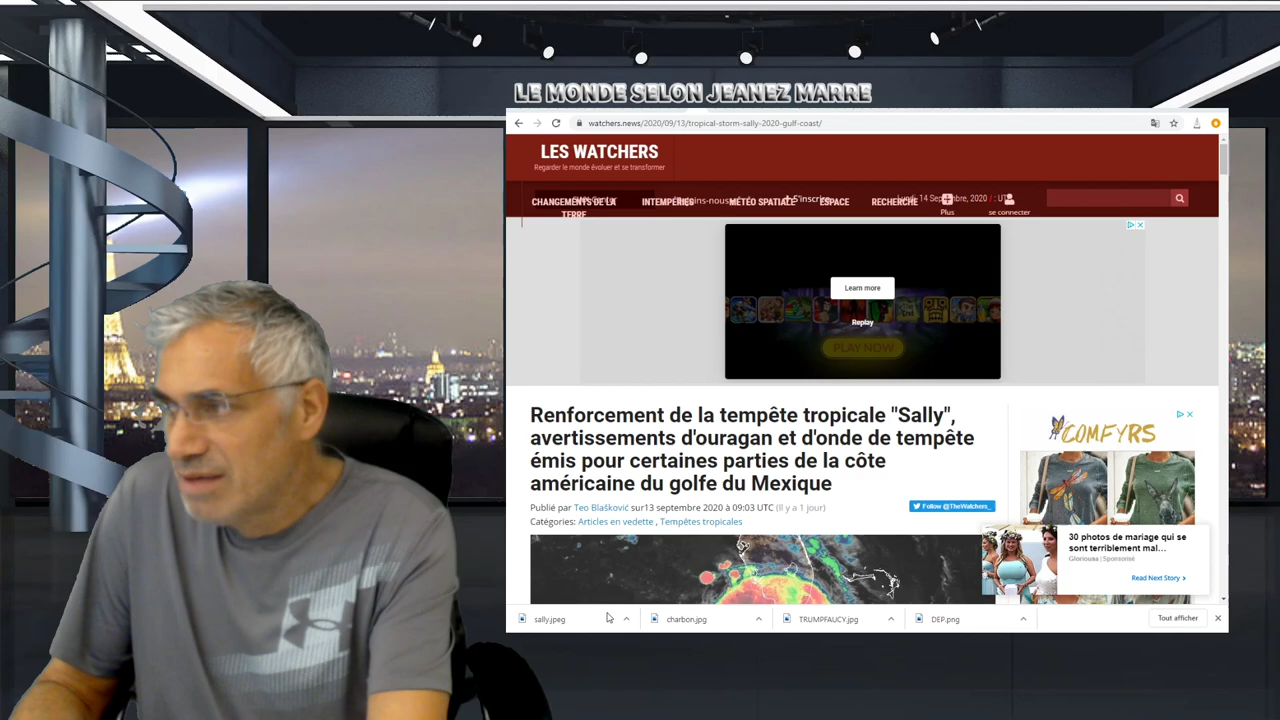 LE MONDE SELON JEANEZ MARRE
watchers.news/2020/09/13/tropical-storm-sally-2020-gulf-coast/
LES WATCHERS
Regarder le monde évoluer et se transformer
CHANGEMENTS DE LA
TERRE
INTEMPÉRIES
MÉTÉO SPATIALE
S'inscrire
ESPACE
RECHERCHE
Plus
se connecter
Learn more
Replay
PLAY NOW
Renforcement de la tempête tropicale "Sally",
avertissements d'ouragan et d'onde de tempête
émis pour certaines parties de la côte
américaine du golfe du Mexique
Publié par Teo Blašković sur13 septembre 2020 à 09:03 UTC (Il y a 1 jour)
Follow @TheWatchers_
Catégories: Articles en vedette , Tempêtes tropicales
COMFYRS
30 photos de mariage qui se
sont terriblement mal…
Gloriousa | Sponsorisé
Read Next Story >
sally.jpeg
charbon.jpg
TRUMPFAUCY.jpg
DEP.png
Tout afficher